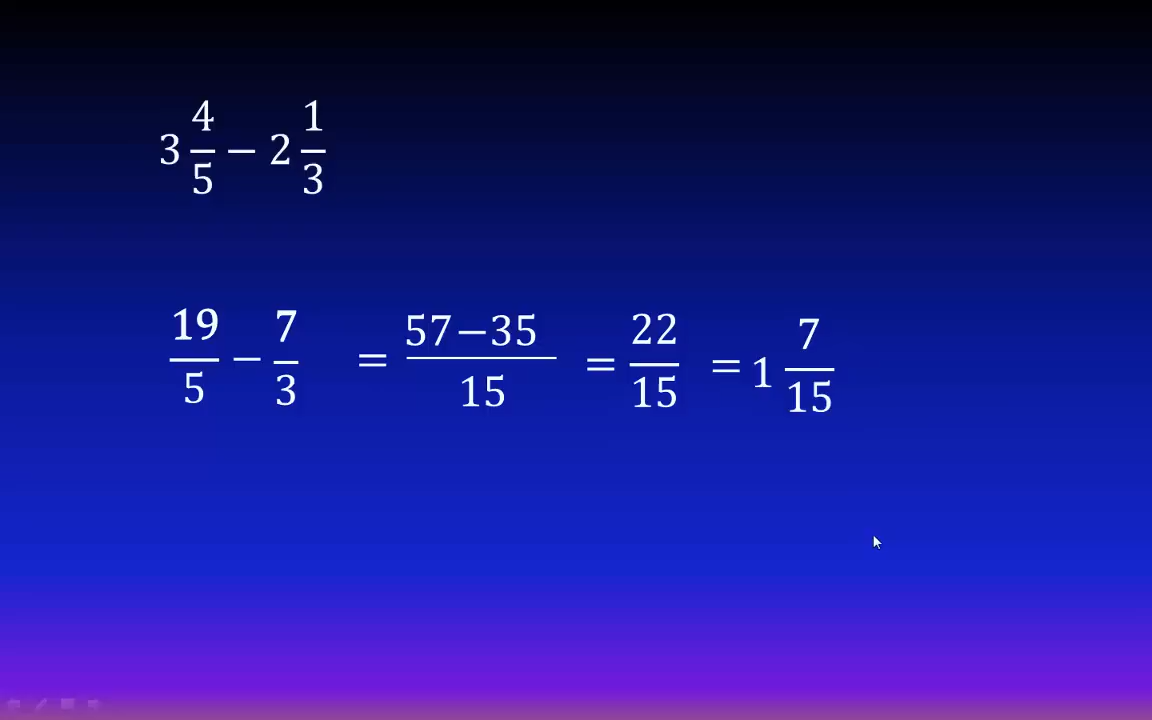 3 4/5 − 2 1/3
19/5 − 7/3 = 57−35/15 = 22/15 = 1 7/15